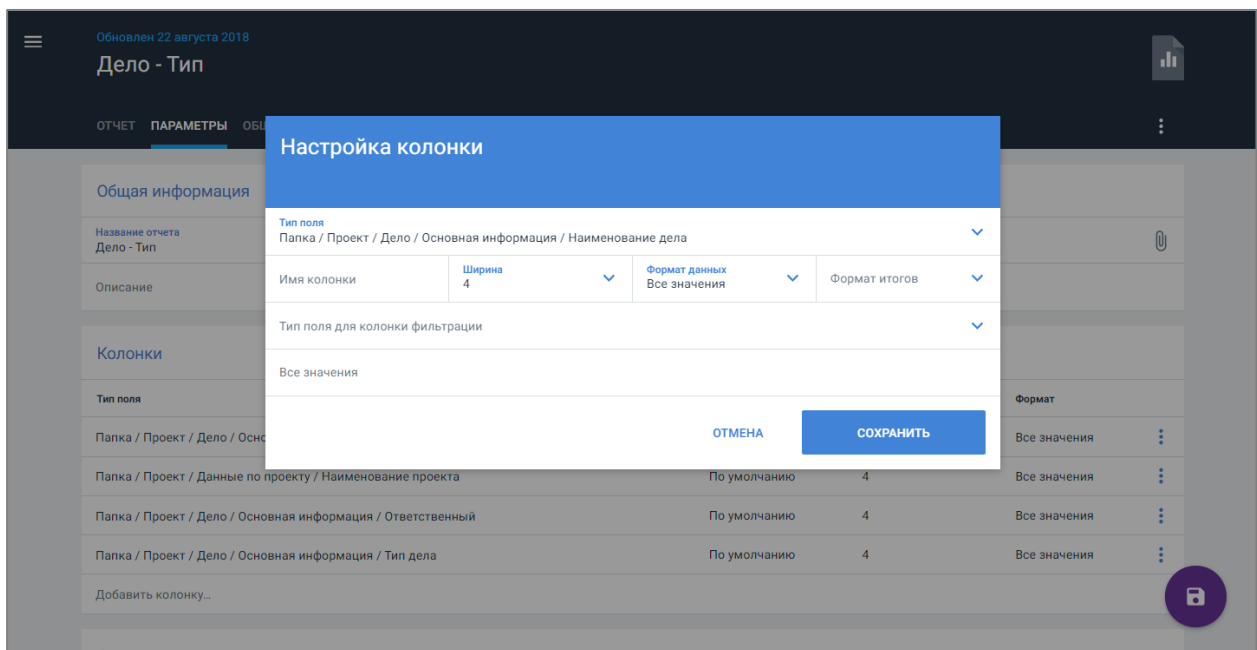 Обновлен 22 августа 2018
Дело - Тип
ОТЧЕТ ПАРАМЕТРЫ ОБЩ
Настройка колонки
Общая информация
Тип поля
Папка / Проект / Дело / Основная информация / Наименование дела
Название отчета
Дело - Тип
Имя колонки
Ширина
4
Формат данных
Все значения
Формат итогов
Описание
Тип поля для колонки фильтрации
Колонки
Все значения
Тип поля Формат
ОТМЕНА СОХРАНИТЬ
Папка / Проект / Дело / Осно Все значения
Папка / Проект / Данные по проекту / Наименование проекта По умолчанию 4 Все значения
Папка / Проект / Дело / Основная информация / Ответственный По умолчанию 4 Все значения
Папка / Проект / Дело / Основная информация / Тип дела По умолчанию 4 Все значения
Добавить колонку...